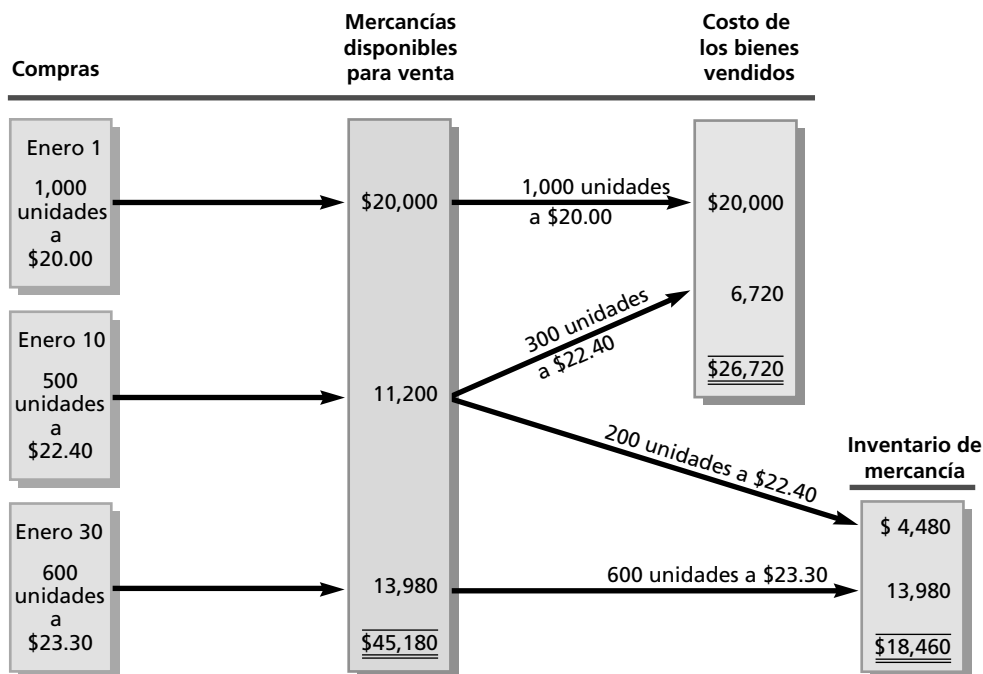 Compras
Mercancías
disponibles
para venta
Costo de
los bienes
vendidos
Enero 1
1,000
unidades
a
$20.00
$20,000
1,000 unidades
a $20.00
$20,000
Enero 10
500
unidades
a
$22.40
11,200
300 unidades
a $22.40
6,720
$26,720
200 unidades a $22.40
Inventario de
mercancía
$ 4,480
Enero 30
600
unidades
a
$23.30
13,980
600 unidades a $23.30
13,980
$45,180
$18,460